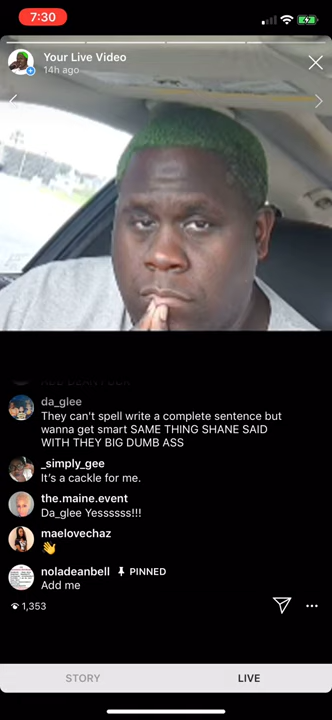 7:30
Your Live Video
14h ago
da_glee
They can't spell write a complete sentence but
wanna get smart SAME THING SHANE SAID
WITH THEY BIG DUMB ASS
_simply_gee
It's a cackle for me.
the.maine.event
Da_glee Yessssss!!!
maelovechaz
👋
noladeanbell PINNED
Add me
1,353
STORY LIVE